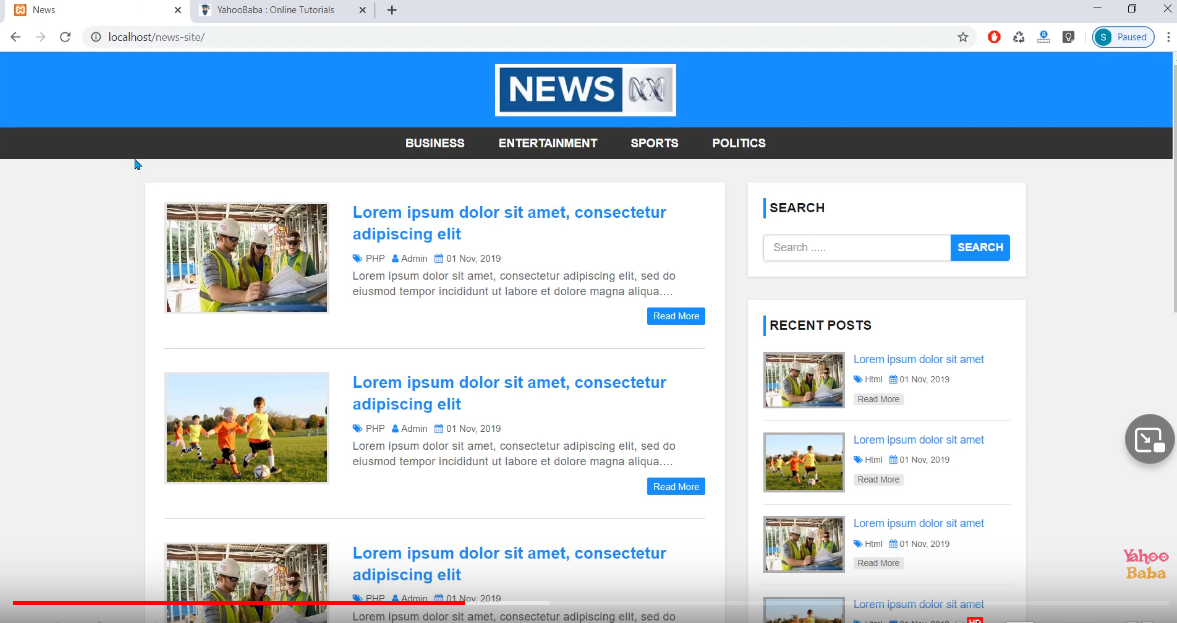 News
YahooBaba : Online Tutorials
localhost/news-site/
S Paused
NEWS
BUSINESS ENTERTAINMENT SPORTS POLITICS
Lorem ipsum dolor sit amet, consectetur
adipiscing elit
PHP Admin 01 Nov, 2019
Lorem ipsum dolor sit amet, consectetur adipiscing elit, sed do
eiusmod tempor incididunt ut labore et dolore magna aliqua....
Read More
Lorem ipsum dolor sit amet, consectetur
adipiscing elit
PHP Admin 01 Nov, 2019
Lorem ipsum dolor sit amet, consectetur adipiscing elit, sed do
eiusmod tempor incididunt ut labore et dolore magna aliqua....
Read More
Lorem ipsum dolor sit amet, consectetur
adipiscing elit
PHP Admin 01 Nov, 2019
Lorem ipsum dolor sit amet, consectetur adipiscing elit, sed do
SEARCH
Search ..... SEARCH
RECENT POSTS
Lorem ipsum dolor sit amet
Html 01 Nov, 2019
Read More
Lorem ipsum dolor sit amet
Html 01 Nov, 2019
Read More
Lorem ipsum dolor sit amet
Html 01 Nov, 2019
Read More
Lorem ipsum dolor sit amet
Html 01 Nov, 2019
Yahoo
Baba
HD